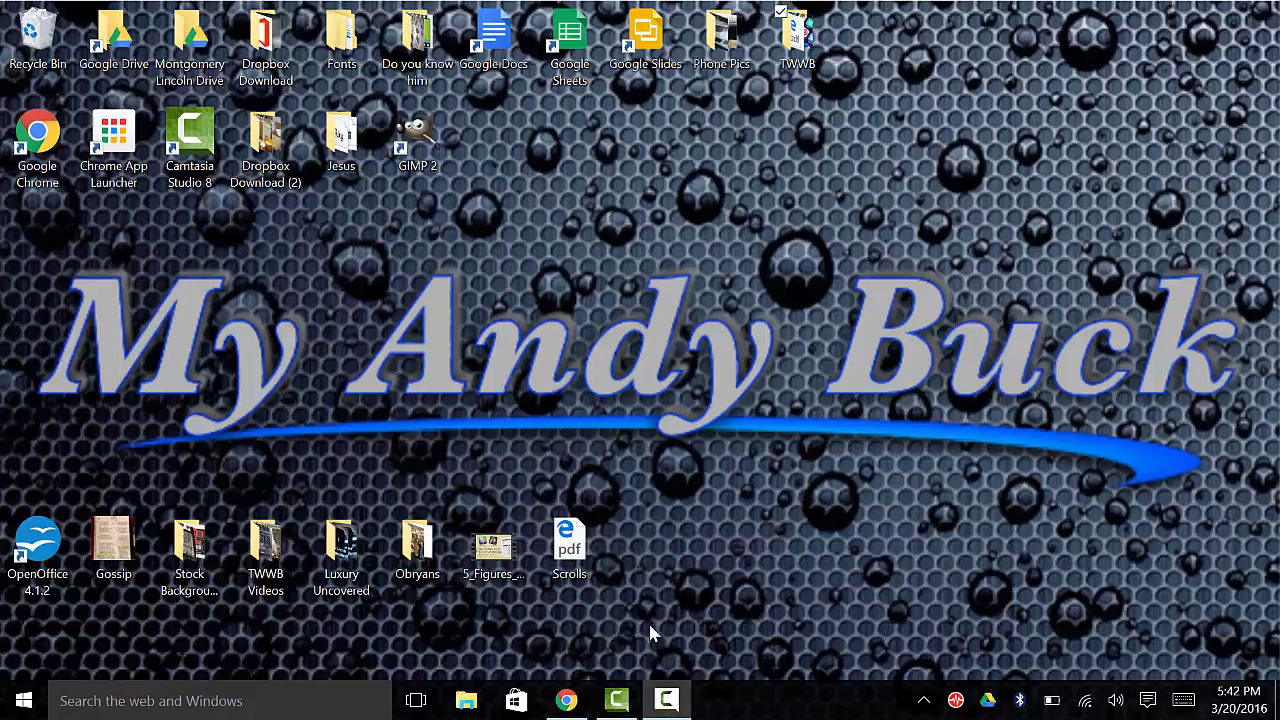 Recycle Bin
Google Drive
Montgomery
Lincoln Drive
Dropbox
Download
Fonts
Do you know
him
Google Docs
Google
Sheets
Google Slides
Phone Pics
TWWB
Google
Chrome
Chrome App
Launcher
Camtasia
Studio 8
Dropbox
Download (2)
Jesus
GIMP 2
My Andy Buck
OpenOffice
4.1.2
Gossip
Stock
Backgrou...
TWWB
Videos
Luxury
Uncovered
Obryans
5_Figures_...
pdf
Scrolls
Search the web and Windows
5:42 PM
3/20/2016